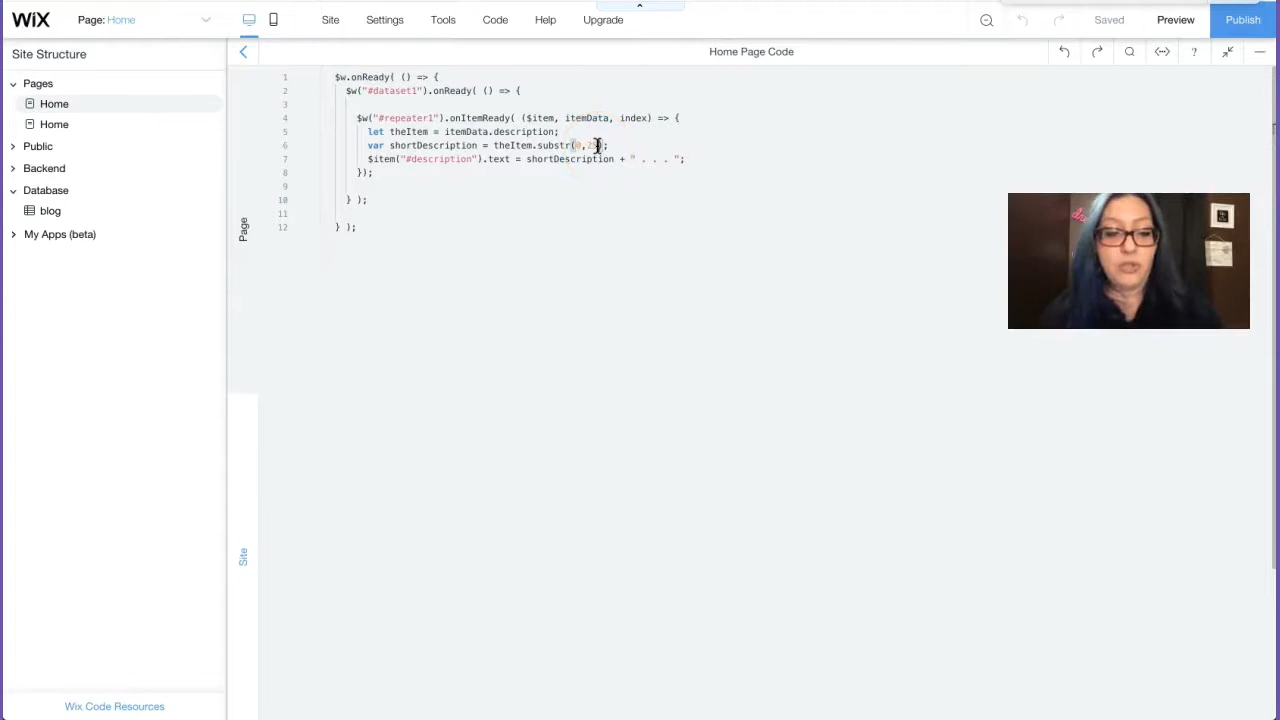 WiX Page: Home Site Settings Tools Code Help Upgrade Saved Preview Publish
Site Structure
Home Page Code
?
Pages
Home
Home
Public
Backend
Database
blog
My Apps (beta)
Wix Code Resources
Page
Site
1 $w.onReady( () => {
2 $w("#dataset1").onReady( () => {
3
4 $w("#repeater1").onItemReady( ($item, itemData, index) => {
5 let theItem = itemData.description;
6 var shortDescription = theItem.substr(0,25);
7 $item("#description").text = shortDescription + " . . . ";
8 });
9
10 } );
11
12 } );